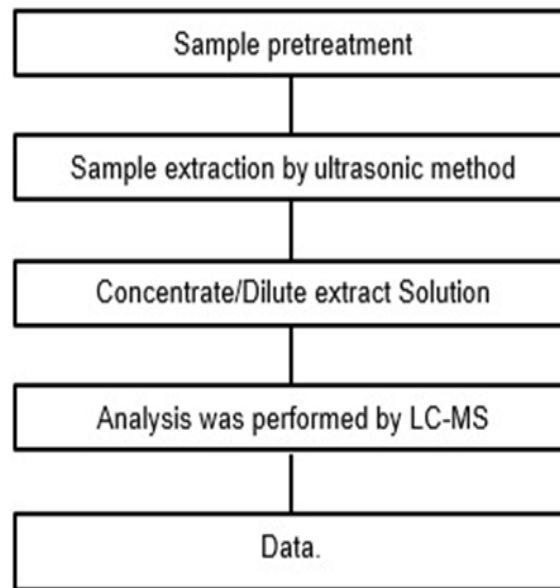 Sample pretreatment
Sample extraction by ultrasonic method
Concentrate/Dilute extract Solution
Analysis was performed by LC-MS
Data.